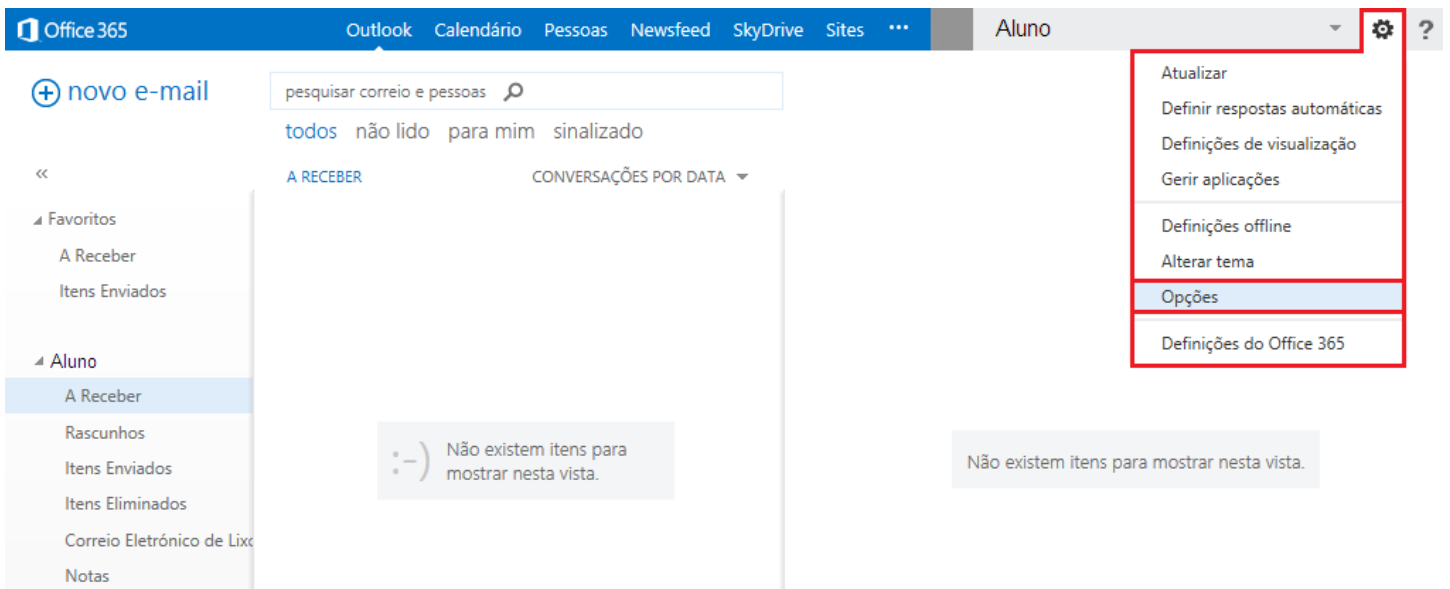 Office 365 Outlook Calendário Pessoas Newsfeed SkyDrive Sites ••• Aluno ?
novo e-mail
pesquisar correio e pessoas
todos não lido para mim sinalizado
«
A RECEBER CONVERSAÇÕES POR DATA
Favoritos
A Receber
Itens Enviados
Aluno
A Receber
Rascunhos
Itens Enviados
Itens Eliminados
Correio Eletrónico de Lixo
Notas
:-) Não existem itens para
mostrar nesta vista.
Não existem itens para mostrar nesta vista.
Atualizar
Definir respostas automáticas
Definições de visualização
Gerir aplicações
Definições offline
Alterar tema
Opções
Definições do Office 365